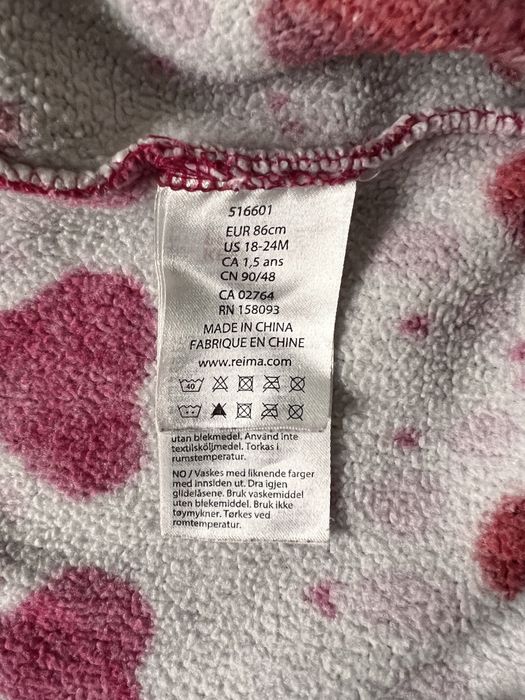 516601
EUR 86cm
US 18-24M
CA 1,5 ans
CN 90/48
CA 02764
RN 158093
MADE IN CHINA
FABRIQUE EN CHINE
www.reima.com
40
utan blekmedel. Använd inte
textilsköljmedel. Torkas i
rumstemperatur.
NO / Vaskes med liknende farger
med innsiden ut. Dra igjen
glidelåsene. Bruk vaskemiddel
uten blekemiddel. Bruk ikke
tøymykner. Tørkes ved
romtemperatur.